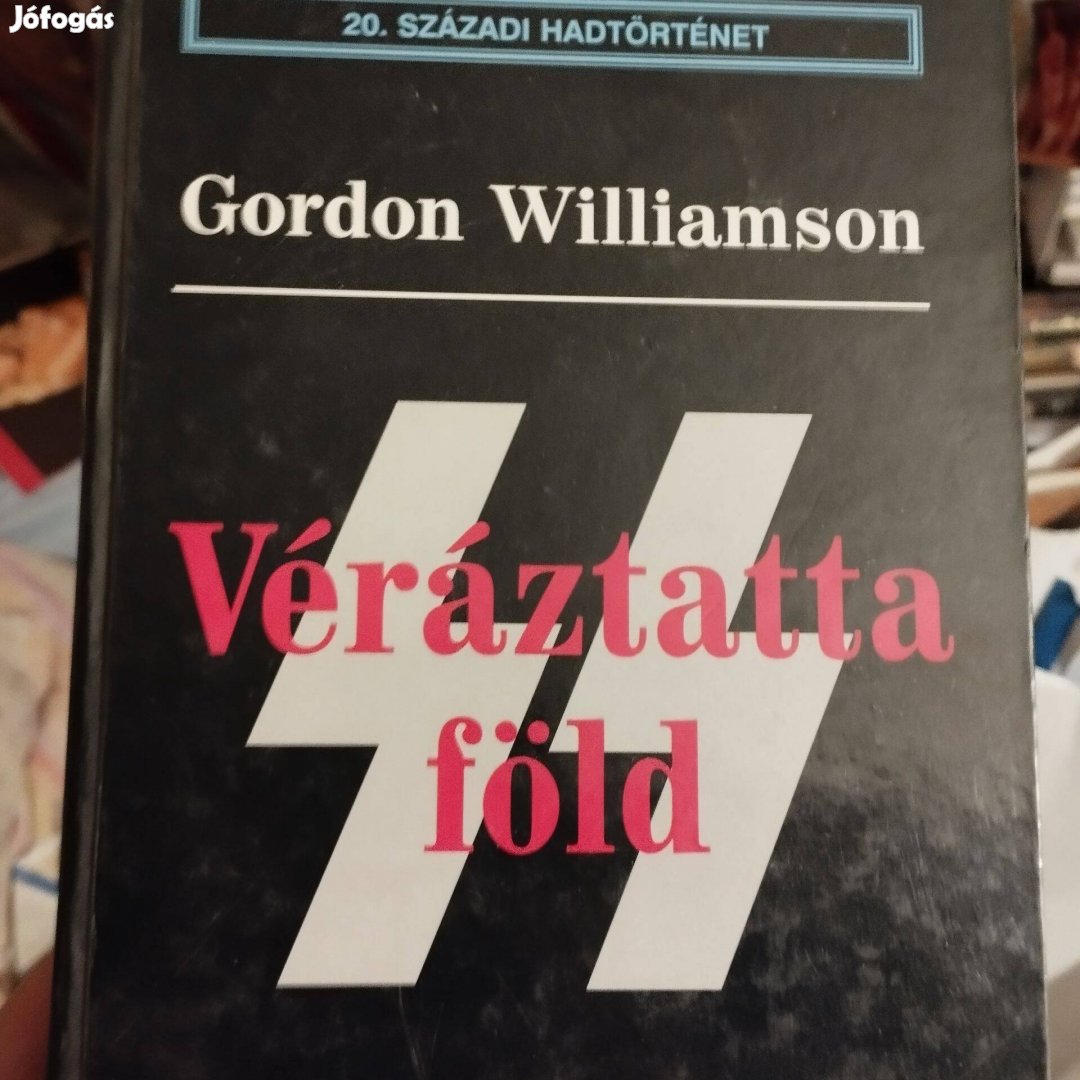 Jófogás
20. SZÁZADI HADTÖRTÉNET
Gordon Williamson
Véráztatta
föld